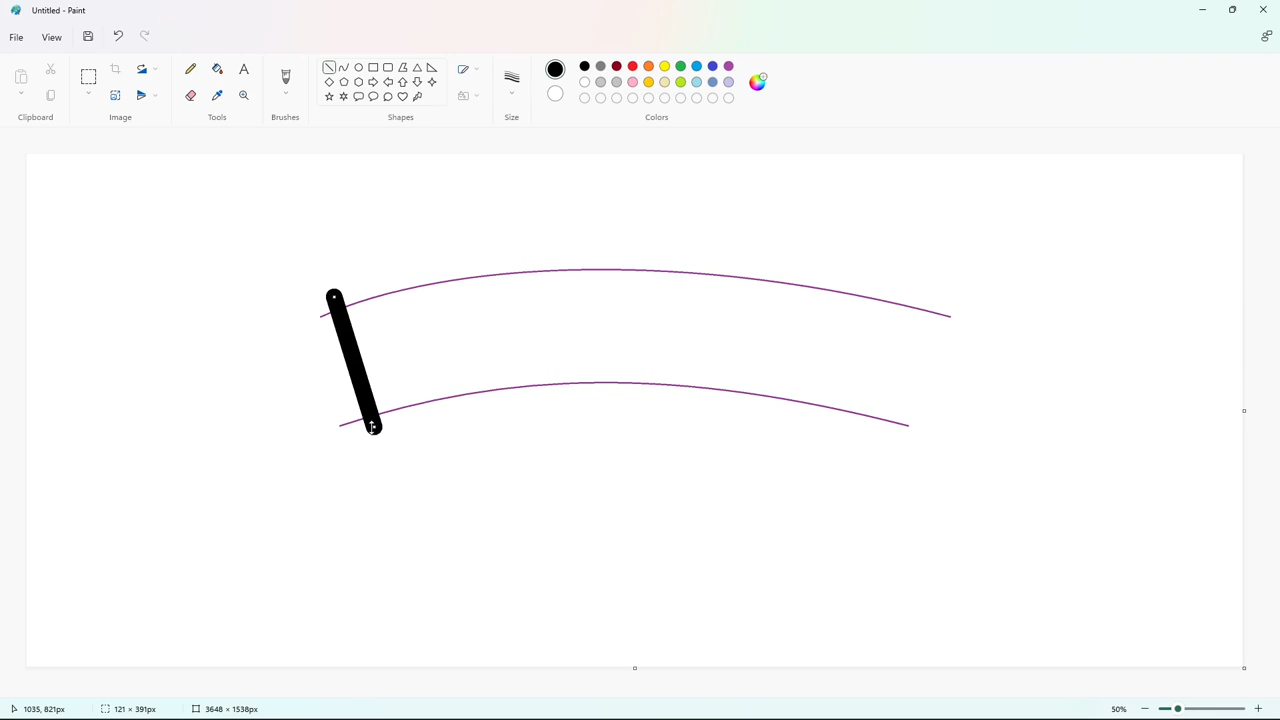 Untitled - Paint
File View
Clipboard Image Tools Brushes Shapes Size Colors
1035, 821px 121 × 391px 3648 × 1538px 50%